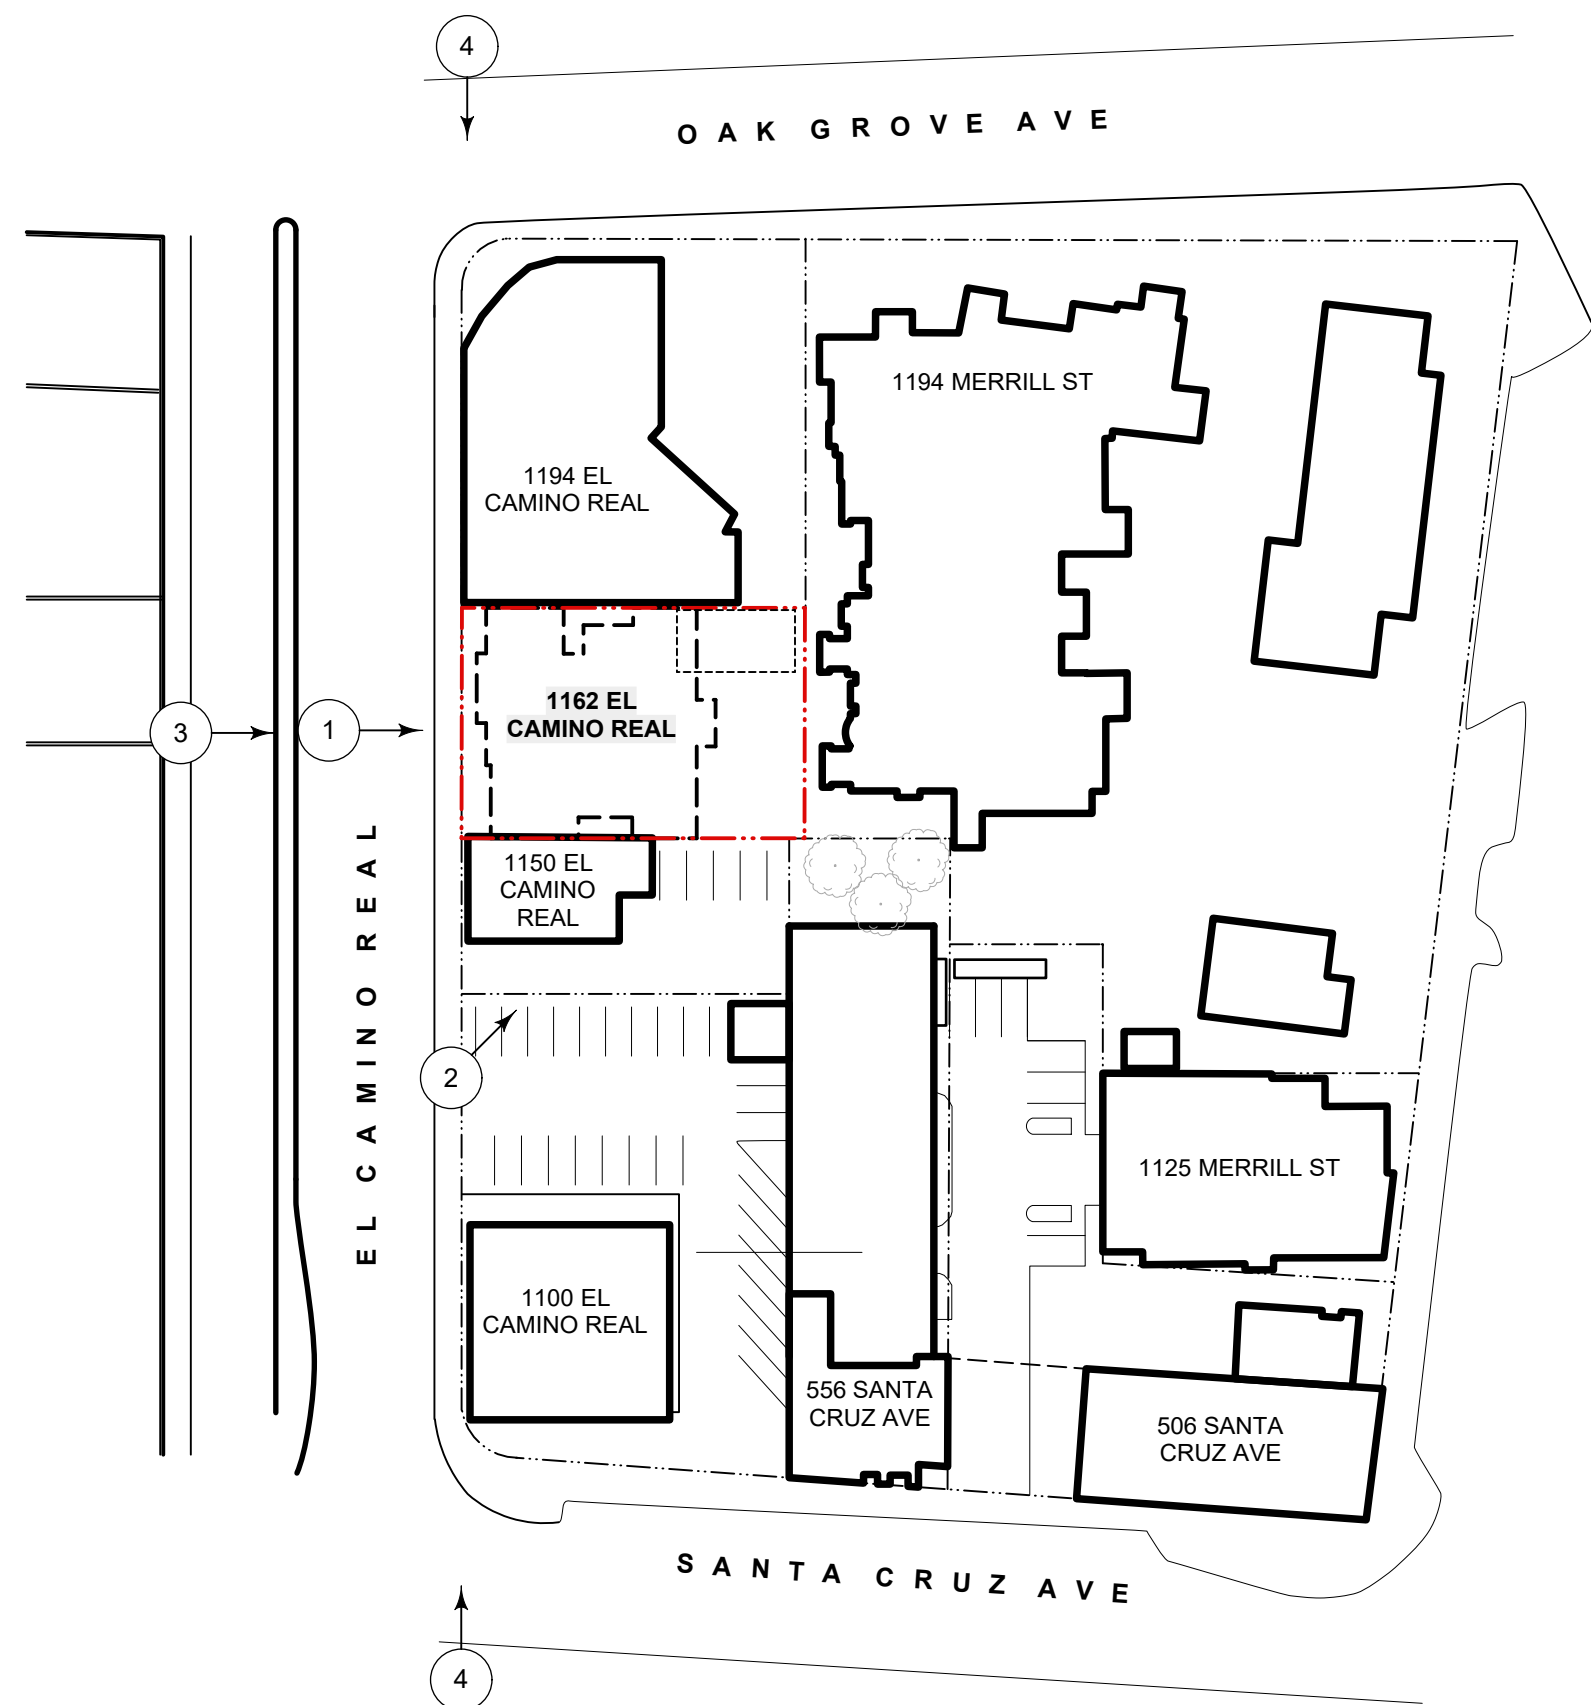 4
OAK GROVE AVE
1194 MERRILL ST
1194 EL
CAMINO REAL
1162 EL
CAMINO REAL
3
1
1150 EL
CAMINO
REAL
EL CAMINO REAL
2
1125 MERRILL ST
1100 EL
CAMINO REAL
556 SANTA
CRUZ AVE
506 SANTA
CRUZ AVE
SANTA CRUZ AVE
4